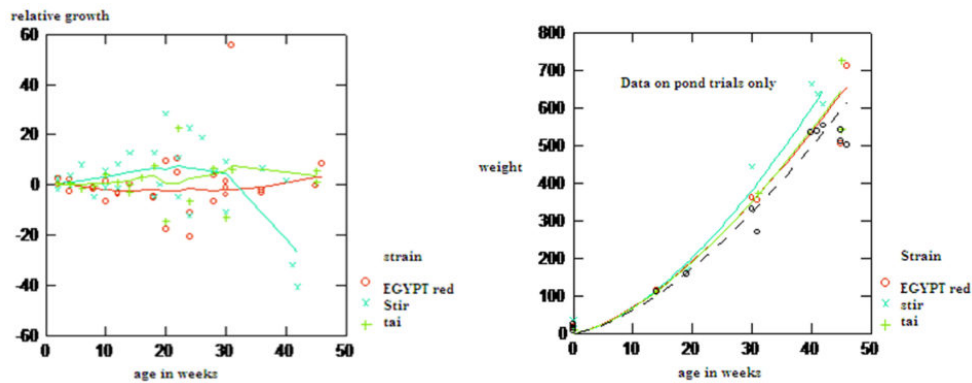 relative growth
60
40
20
0
-20
-40
-60
0 10 20 30 40 50
age in weeks
strain
EGYPT red
Stir
tai
800
700
600
500
400
300
200
100
0
weight
Data on pond trials only
0 10 20 30 40 50
age in weeks
Strain
EGYPT red
stir
tai